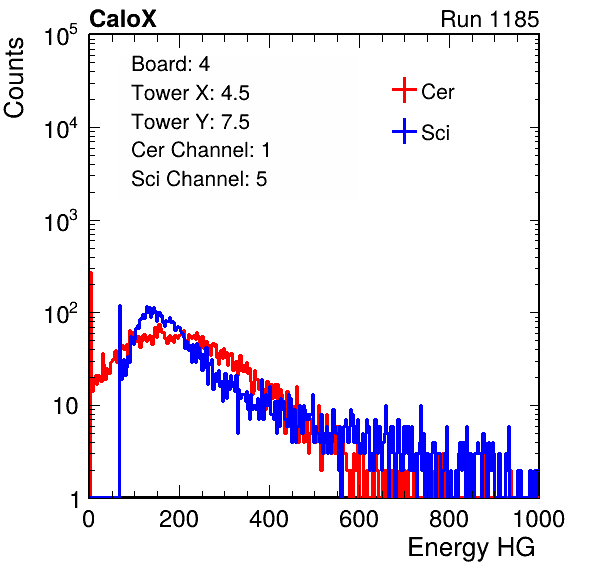 CaloX Run 1185
Counts
10^5
10^4
10^3
10^2
10
1
Board: 4
Tower X: 4.5
Tower Y: 7.5
Cer Channel: 1
Sci Channel: 5
Cer
Sci
0 200 400 600 800 1000
Energy HG